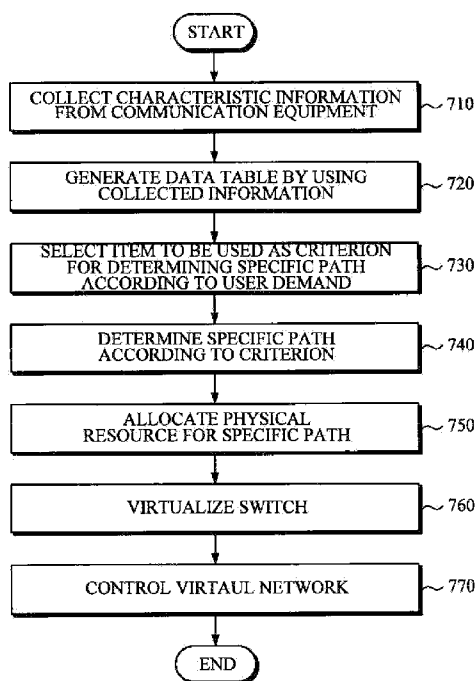 START
COLLECT CHARACTERISTIC INFORMATION
FROM COMMUNICATION EQUIPMENT
710
GENERATE DATA TABLE BY USING
COLLECTED INFORMATION
720
SELECT ITEM TO BE USED AS CRITERION
FOR DETERMINING SPECIFIC PATH
ACCORDING TO USER DEMAND
730
DETERMINE SPECIFIC PATH
ACCORDING TO CRITERION
740
ALLOCATE PHYSICAL
RESOURCE FOR SPECIFIC PATH
750
VIRTUALIZE SWITCH
760
CONTROL VIRTAUL NETWORK
770
END